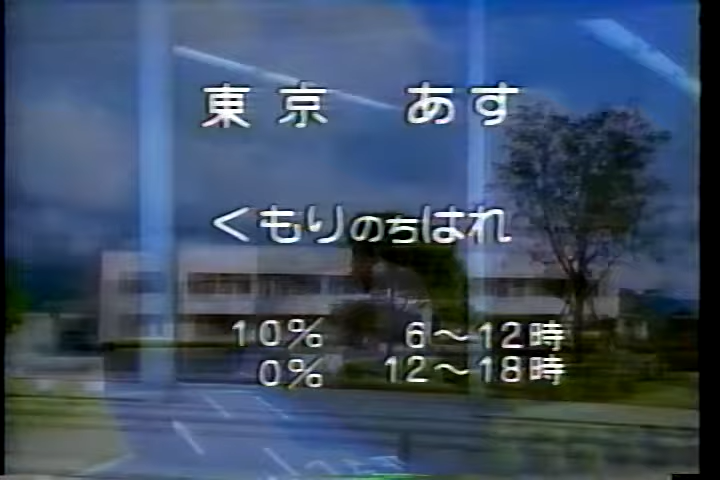 東京 あす
くもりのちはれ
10% 6～12時
0% 12～18時